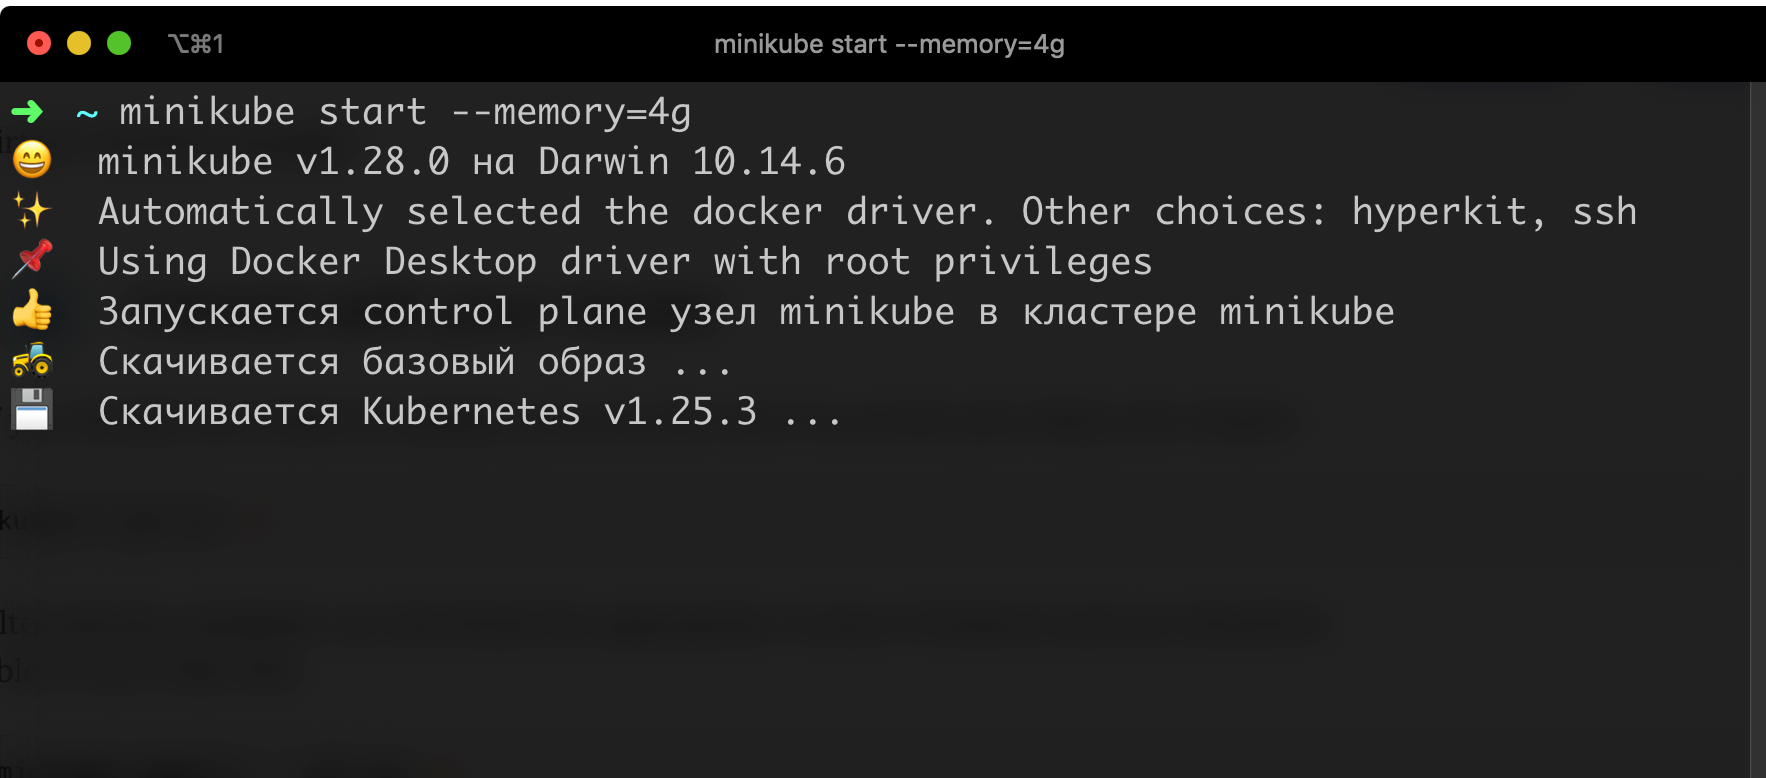 ⌥⌘1
minikube start --memory=4g
➜ ~ minikube start --memory=4g
😄 minikube v1.28.0 на Darwin 10.14.6
✨ Automatically selected the docker driver. Other choices: hyperkit, ssh
📌 Using Docker Desktop driver with root privileges
👍 Запускается control plane узел minikube в кластере minikube
🚜 Скачивается базовый образ ...
💾 Скачивается Kubernetes v1.25.3 ...